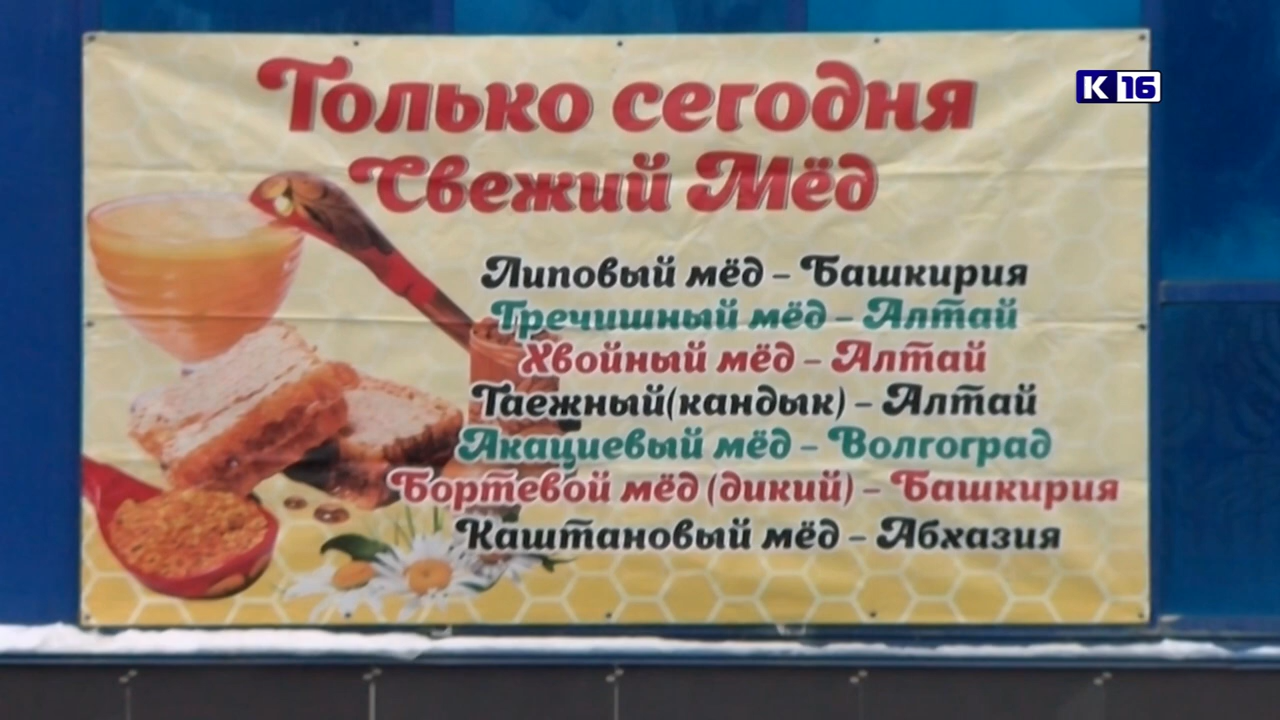 Только сегодня
К 16
Свежий Мёд
Липовый мёд – Башкирия
Гречишный мёд – Алтай
Хвойный мёд – Алтай
Таежный(кандык) – Алтай
Акациевый мёд – Волгоград
Бортевой мёд (дикий) – Башкирия
Каштановый мёд – Абхазия